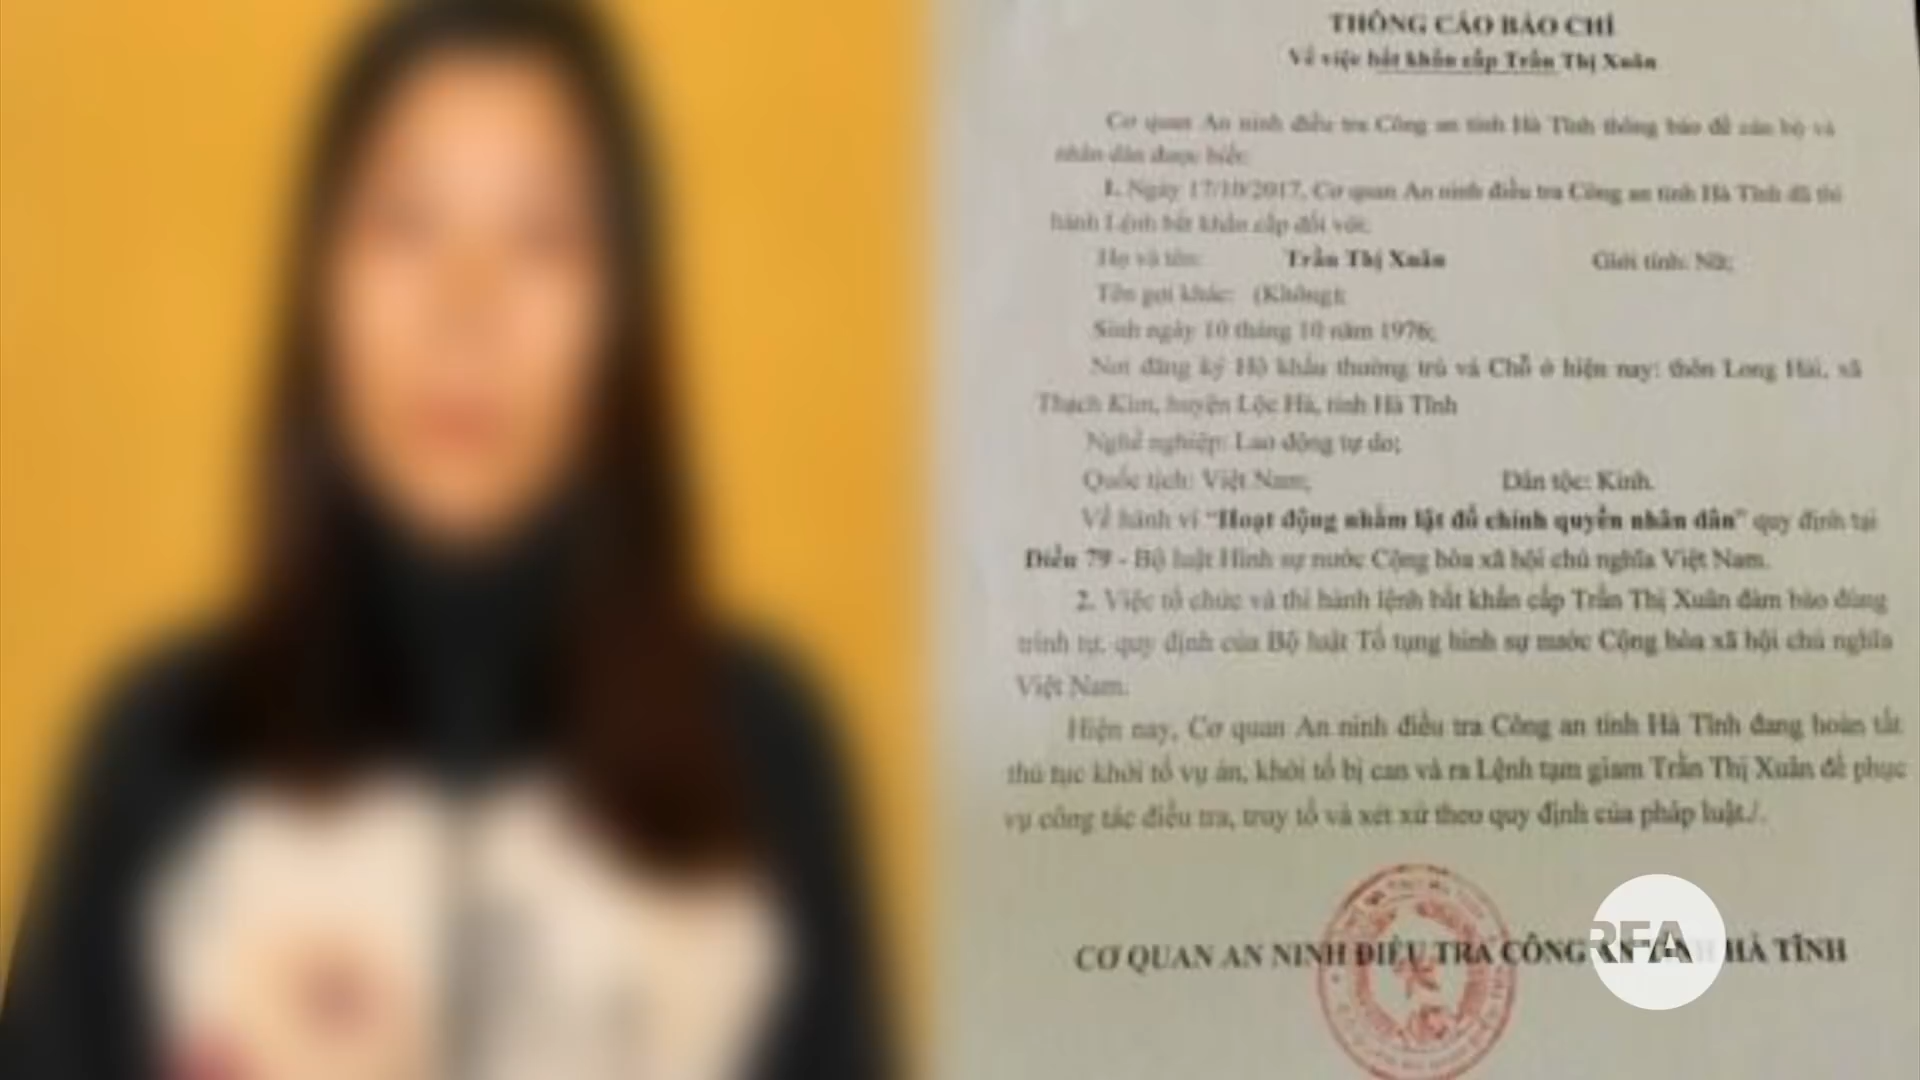 THÔNG CÁO BÁO CHÍ
Về việc bắt khẩn cấp Trần Thị Xuân
Cơ quan An ninh điều tra Công an tỉnh Hà Tĩnh thông báo để cán bộ và
nhân dân được biết:
1. Ngày 17/10/2017, Cơ quan An ninh điều tra Công an tỉnh Hà Tĩnh đã thi
hành Lệnh bắt khẩn cấp đối với:
Họ và tên: Trần Thị Xuân Giới tính: Nữ;
Tên gọi khác: (Không);
Sinh ngày 10 tháng 10 năm 1976;
Nơi đăng ký Hộ khẩu thường trú và Chỗ ở hiện nay: thôn Long Hải, xã
Thạch Kim, huyện Lộc Hà, tỉnh Hà Tĩnh
Nghề nghiệp: Lao động tự do;
Quốc tịch: Việt Nam; Dân tộc: Kinh.
Về hành vi “Hoạt động nhằm lật đổ chính quyền nhân dân” quy định tại
Điều 79 - Bộ luật Hình sự nước Cộng hòa xã hội chủ nghĩa Việt Nam.
2. Việc tổ chức và thi hành lệnh bắt khẩn cấp Trần Thị Xuân đảm bảo đúng
trình tự, quy định của Bộ luật Tố tụng hình sự nước Cộng hòa xã hội chủ nghĩa
Việt Nam.
Hiện nay, Cơ quan An ninh điều tra Công an tỉnh Hà Tĩnh đang hoàn tất
thủ tục khởi tố vụ án, khởi tố bị can và ra Lệnh tạm giam Trần Thị Xuân để phục
vụ công tác điều tra, truy tố và xét xử theo quy định của pháp luật./.
CƠ QUAN AN NINH ĐIỀU TRA CÔNG AN TỈNH HÀ TĨNH
RFA